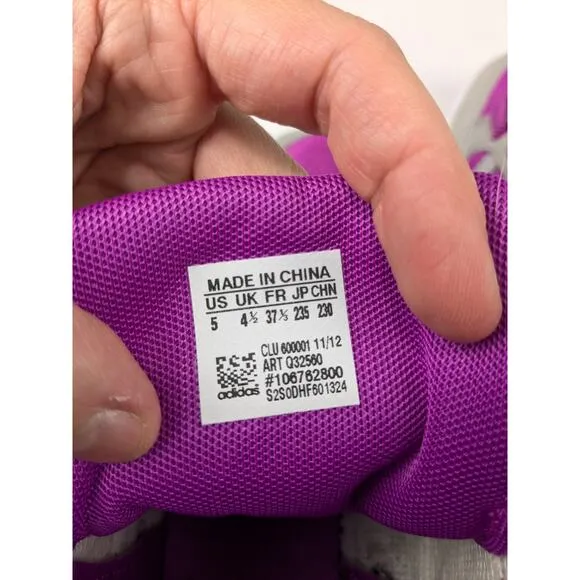 MADE IN CHINA
US UK FR JP CHN
5 4½ 37⅓ 235 230
CLU 600001 11/12
ART Q32560
#106762800
adidas
S2S0DHF601324